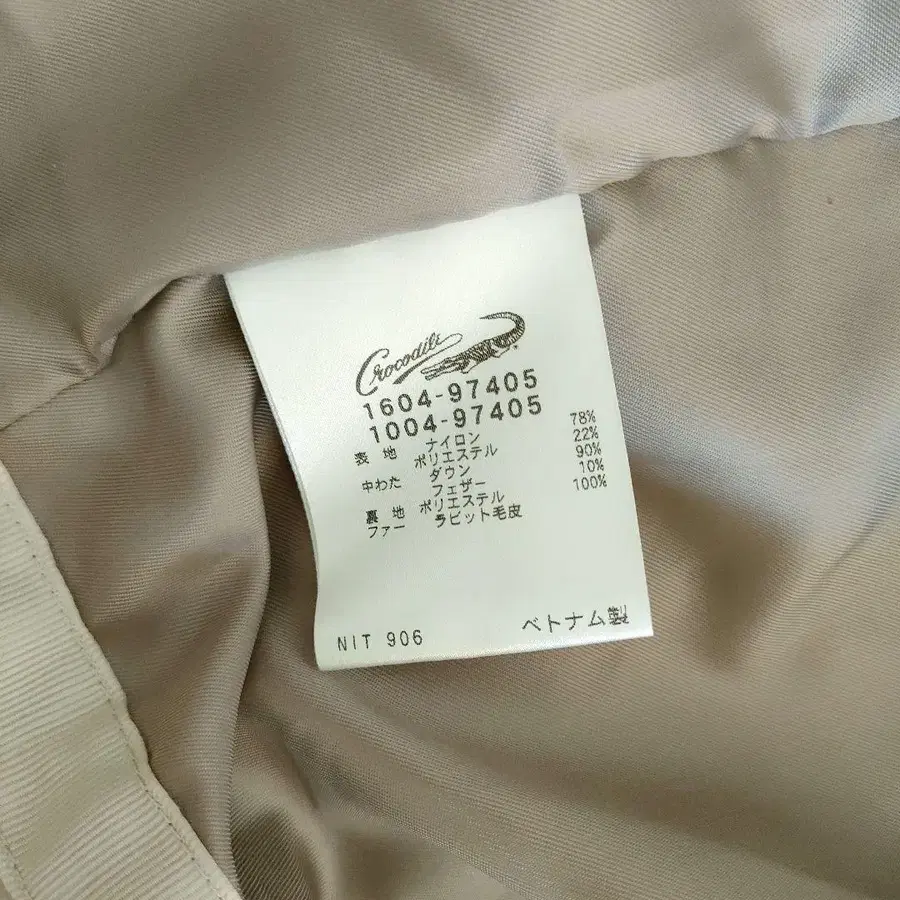 Crocodile
1604-97405
1004-97405
表 地 ナイロン 78%
ポリエステル 22%
中わた ダウン 90%
フェザー 10%
裏 地 ポリエステル 100%
ファー ラビット毛皮
NIT 906 ベトナム製